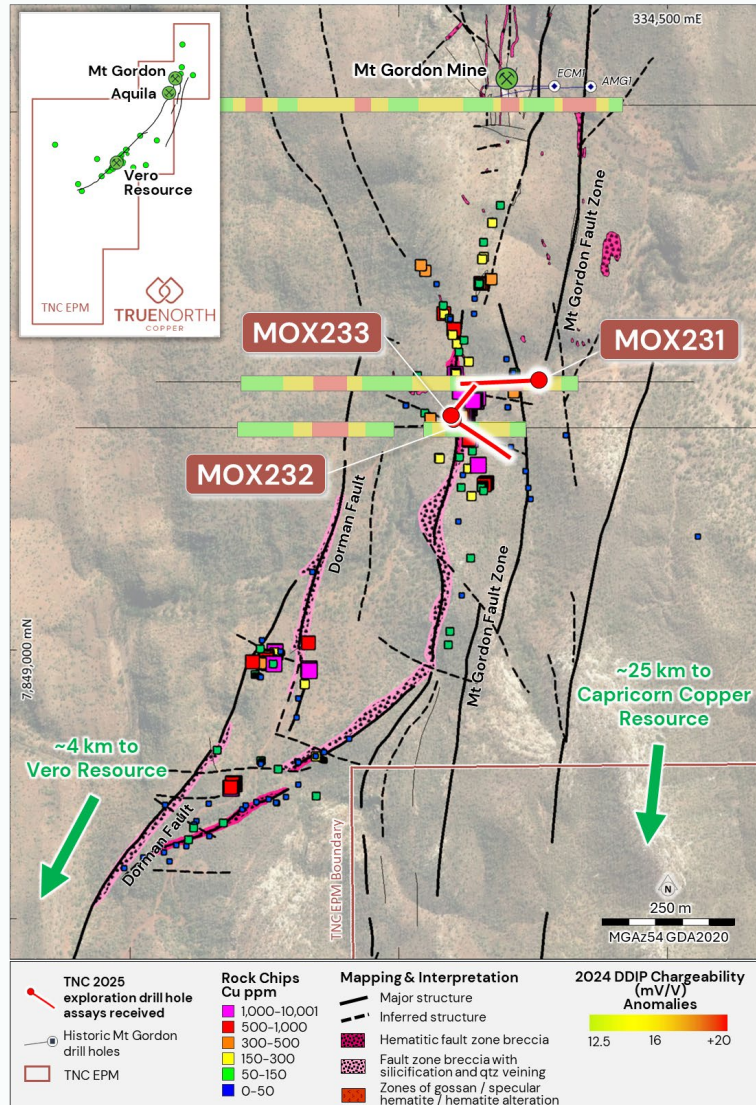 334,500 mE
Mt Gordon
Aquila
Vero
Resource
TNC EPM
TRUENORTH
COPPER
Mt Gordon Mine
ECM1
AMG1
Mt Gordon Fault Zone
MOX233
MOX231
MOX232
Dorman Fault
Mt Gordon Fault Zone
7,849,000 mN
~25 km to
Capricorn Copper
Resource
~4 km to
Vero Resource
Dorman Fault
TNC EPM Boundary
N
250 m
MGAz54 GDA2020
TNC 2025
exploration drill hole
assays received
Historic Mt Gordon
drill holes
TNC EPM
Rock Chips
Cu ppm
1,000-10,001
500-1,000
300-500
150-300
50-150
0-50
Mapping & Interpretation
Major structure
Inferred structure
Hematitic fault zone breccia
Fault zone breccia with
silicification and qtz veining
Zones of gossan / specular
hematite / hematite alteration
2024 DDIP Chargeability
(mV/V)
Anomalies
12.5 16 +20